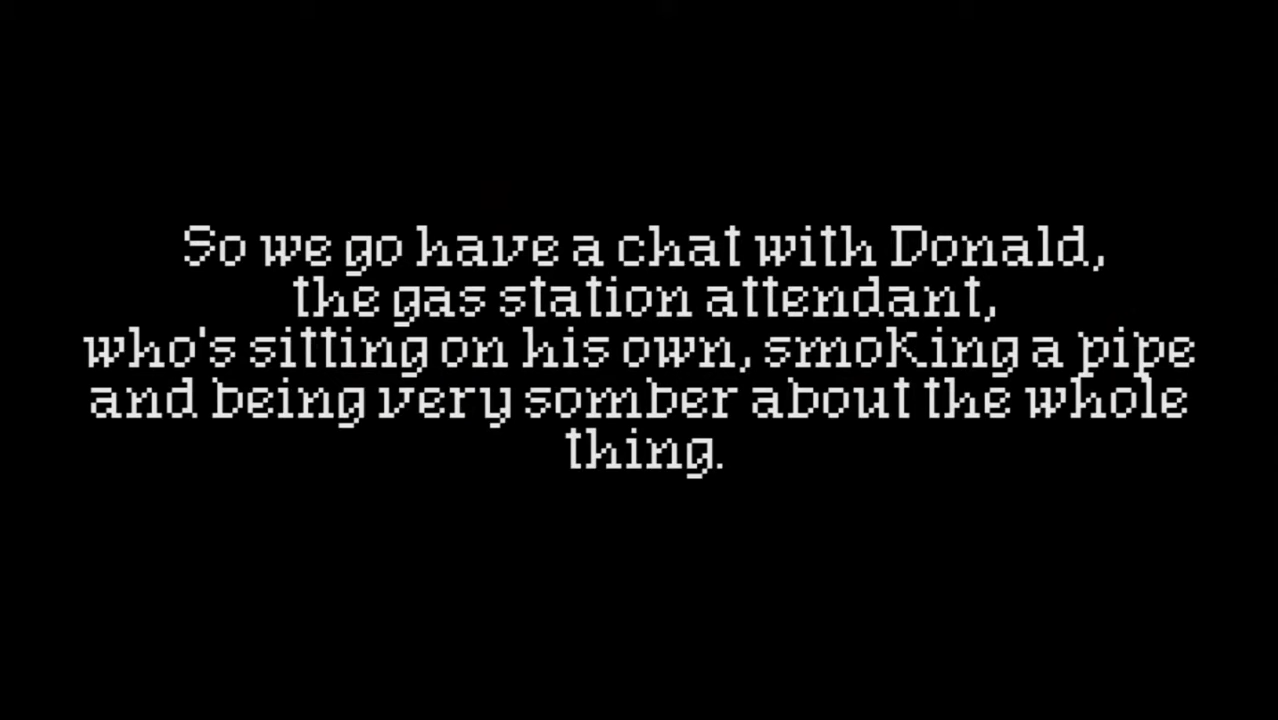 So we go have a chat with Donald,
the gas station attendant,
who's sitting on his own, smoking a pipe
and being very somber about the whole
thing.